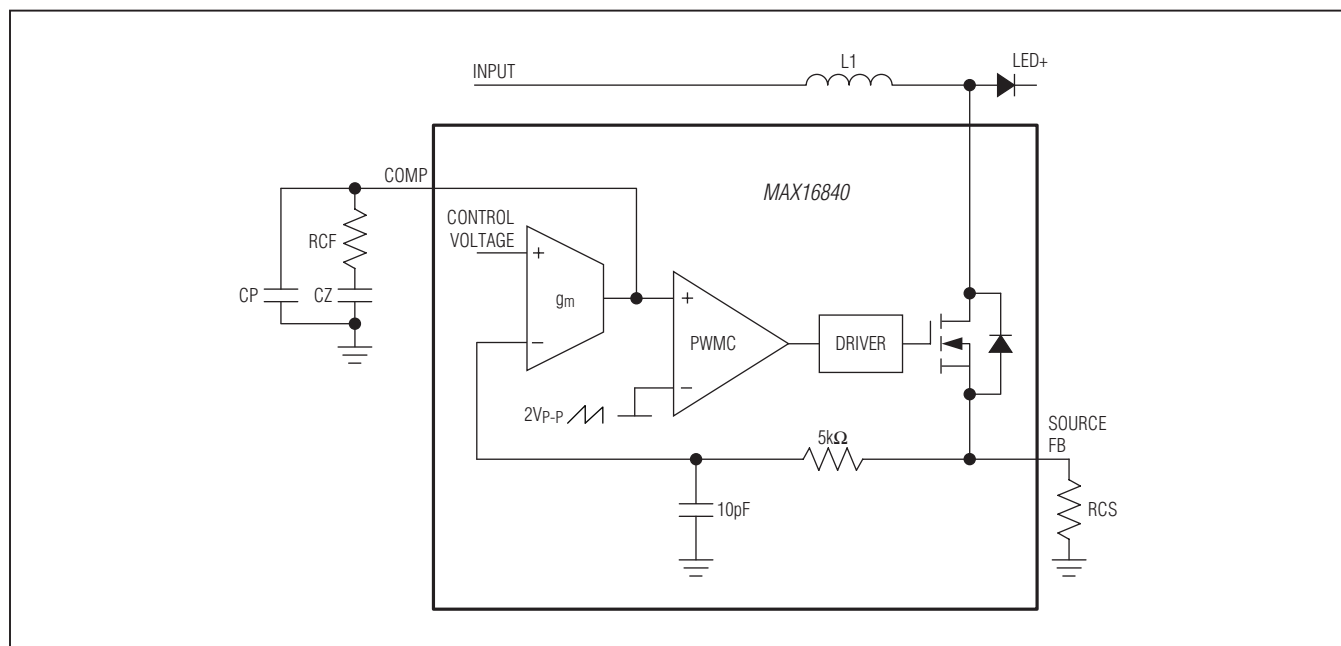 L1
LED+
INPUT
COMP
MAX16840
CONTROL
VOLTAGE
RCF
CP
CZ
+
gm
−
+
PWMC
−
DRIVER
2VP-P
5kΩ
SOURCE
FB
10pF
RCS